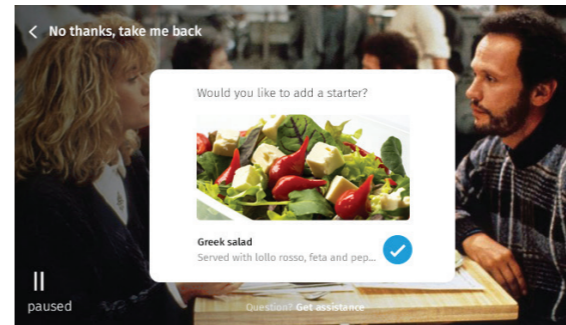 No thanks, take me back
Would you like to add a starter?
Greek salad
Served with lollo rosso, feta and pep...
paused
Question? Get assistance